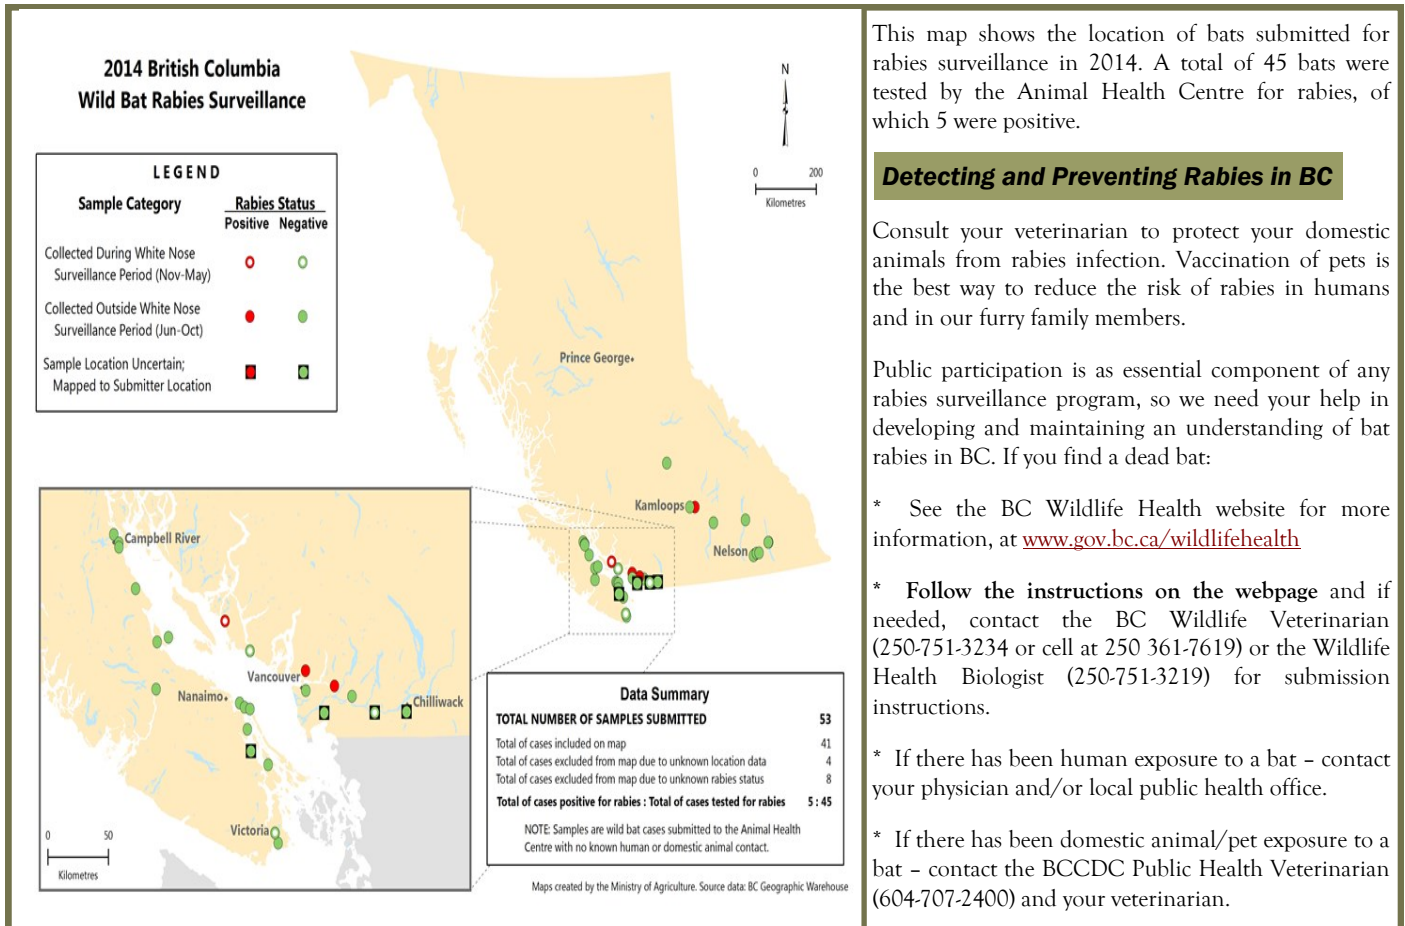 2014 British Columbia
Wild Bat Rabies Surveillance
LEGEND
Sample Category
Rabies Status
Positive Negative
Collected During White Nose
Surveillance Period (Nov-May)
Collected Outside White Nose
Surveillance Period (Jun-Oct)
Sample Location Uncertain;
Mapped to Submitter Location
N
0 200
Kilometres
Prince George
Kamloops
Nelson
Campbell River
Vancouver
Nanaimo
Chilliwack
Victoria
0 50
Kilometres
Data Summary
TOTAL NUMBER OF SAMPLES SUBMITTED 53
Total of cases included on map 41
Total of cases excluded from map due to unknown location data 4
Total of cases excluded from map due to unknown rabies status 8
Total of cases positive for rabies : Total of cases tested for rabies 5 : 45
NOTE: Samples are wild bat cases submitted to the Animal Health
Centre with no known human or domestic animal contact.
Maps created by the Ministry of Agriculture. Source data: BC Geographic Warehouse
This map shows the location of bats submitted for
rabies surveillance in 2014. A total of 45 bats were
tested by the Animal Health Centre for rabies, of
which 5 were positive.
Detecting and Preventing Rabies in BC
Consult your veterinarian to protect your domestic
animals from rabies infection. Vaccination of pets is
the best way to reduce the risk of rabies in humans
and in our furry family members.
Public participation is as essential component of any
rabies surveillance program, so we need your help in
developing and maintaining an understanding of bat
rabies in BC. If you find a dead bat:
* See the BC Wildlife Health website for more
information, at www.gov.bc.ca/wildlifehealth
* Follow the instructions on the webpage and if
needed, contact the BC Wildlife Veterinarian
(250-751-3234 or cell at 250 361-7619) or the Wildlife
Health Biologist (250-751-3219) for submission
instructions.
* If there has been human exposure to a bat – contact
your physician and/or local public health office.
* If there has been domestic animal/pet exposure to a
bat – contact the BCCDC Public Health Veterinarian
(604-707-2400) and your veterinarian.